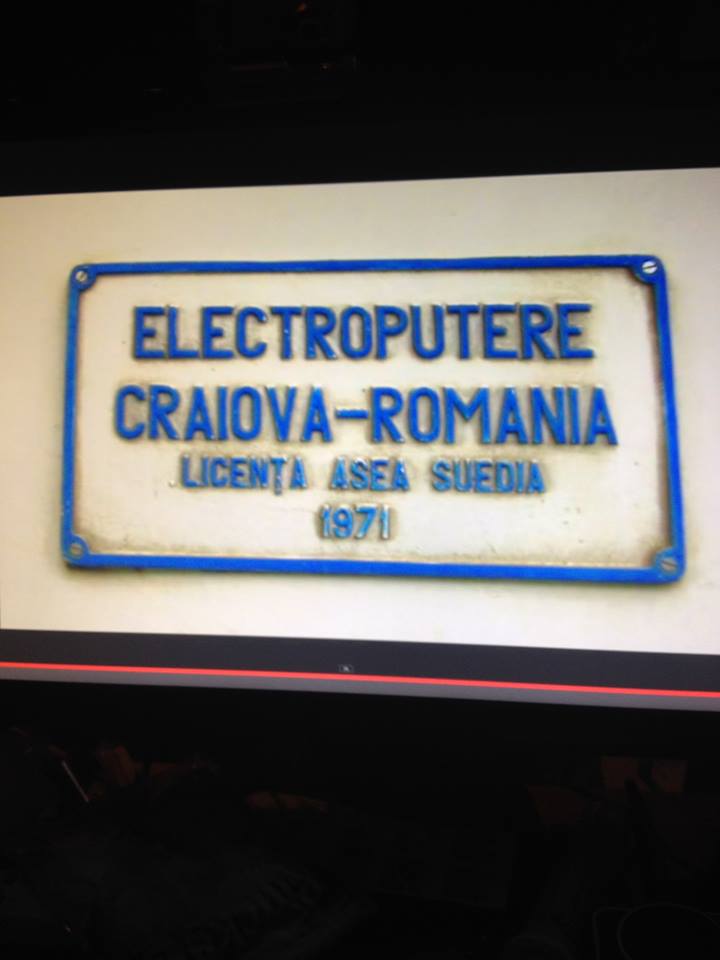 ELECTROPUTERE
CRAIOVA-ROMANIA
LICENȚA ASEA SUEDIA
1971